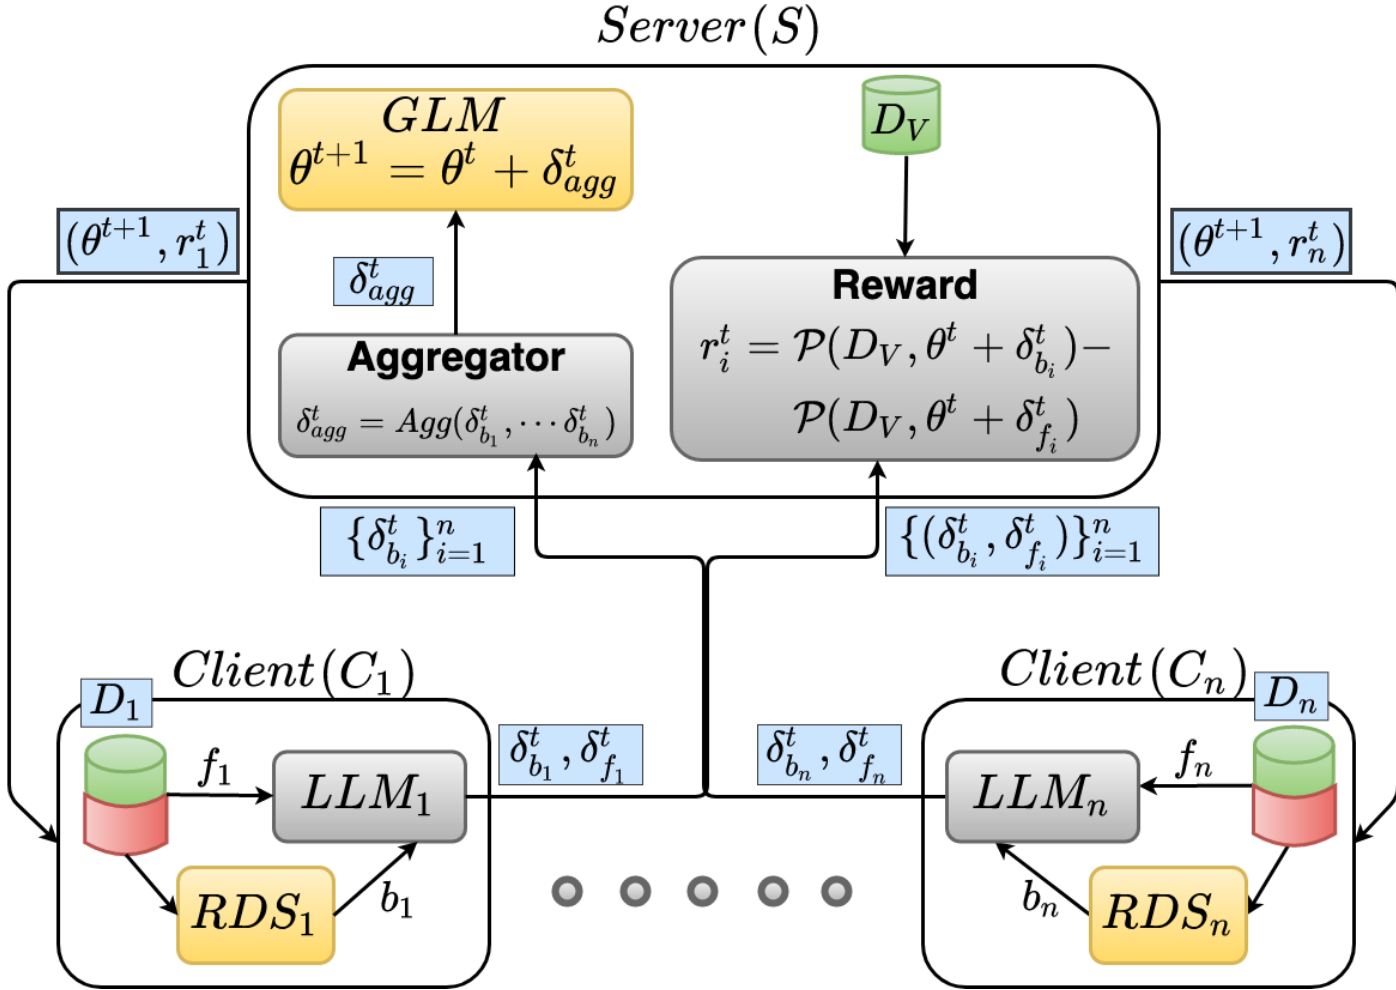 Server(S)
GLM
θ^{t+1} = θ^t + δ^t_{agg}
D_V
(θ^{t+1}, r^t_1)
(θ^{t+1}, r^t_n)
δ^t_{agg}
Reward
r^t_i = 𝒫(D_V, θ^t + δ^t_{b_i})−
𝒫(D_V, θ^t + δ^t_{f_i})
Aggregator
δ^t_{agg} = Agg(δ^t_{b_1}, ⋯ δ^t_{b_n})
{δ^t_{b_i}}^n_{i=1}
{(δ^t_{b_i}, δ^t_{f_i})}^n_{i=1}
Client(C_1)
D_1
f_1
LLM_1
RDS_1
b_1
δ^t_{b_1}, δ^t_{f_1}
δ^t_{b_n}, δ^t_{f_n}
Client(C_n)
D_n
f_n
LLM_n
b_n
RDS_n